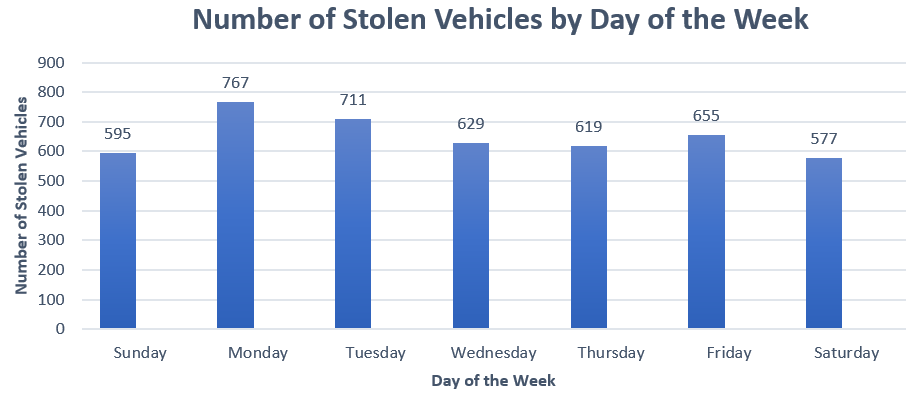 Number of Stolen Vehicles by Day of the Week
Number of Stolen Vehicles
900
800
700
600
500
400
300
200
100
0
595
767
711
629
619
655
577
Sunday
Monday
Tuesday
Wednesday
Thursday
Friday
Saturday
Day of the Week